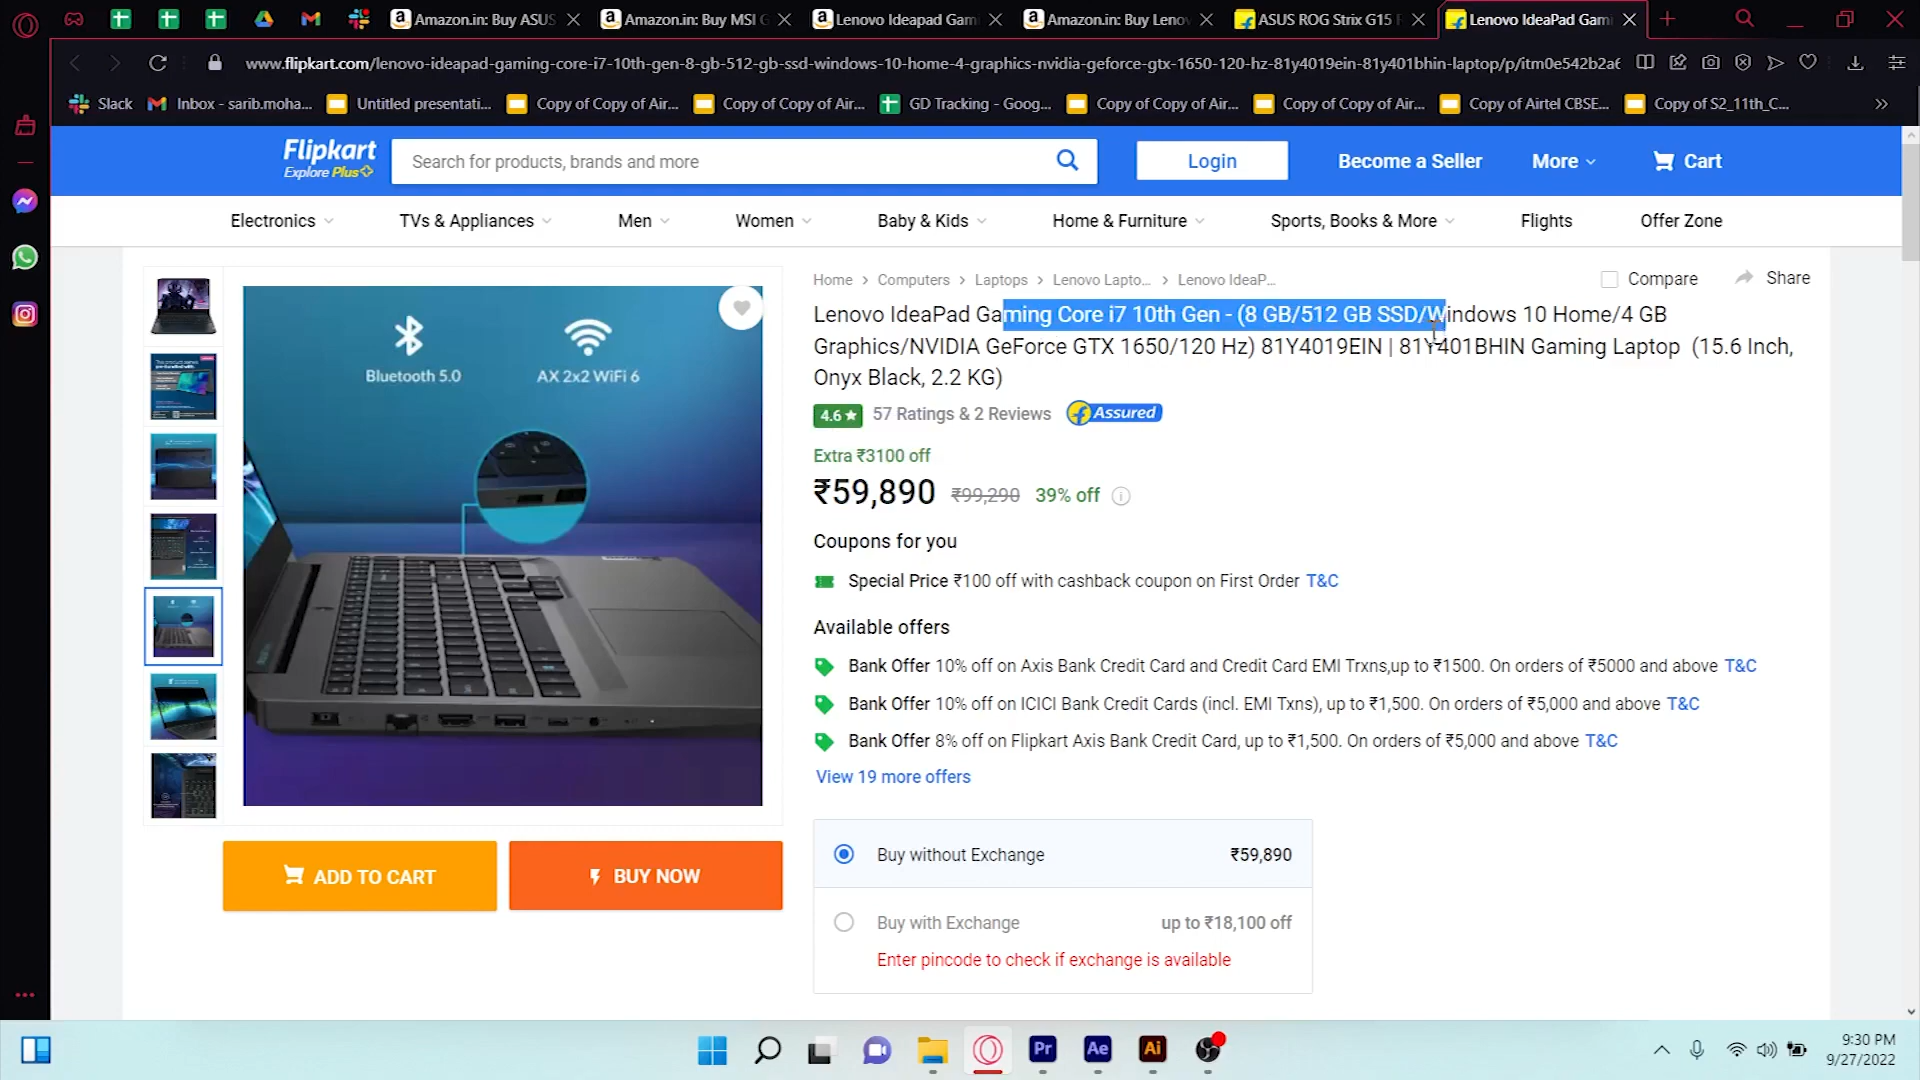 Amazon.in: Buy ASUS
Amazon.in: Buy MSI G
Lenovo Ideapad Gam
Amazon.in: Buy Lenov
ASUS ROG Strix G15 R
Lenovo IdeaPad Gami
www.flipkart.com/lenovo-ideapad-gaming-core-i7-10th-gen-8-gb-512-gb-ssd-windows-10-home-4-graphics-nvidia-geforce-gtx-1650-120-hz-81y4019ein-81y401bhin-laptop/p/itm0e542b2a6
Slack
Inbox - sarib.moha...
Untitled presentati...
Copy of Copy of Air...
Copy of Copy of Air...
GD Tracking - Goog...
Copy of Copy of Air...
Copy of Copy of Air...
Copy of Airtel CBSE...
Copy of S2_11th_C...
Flipkart
Explore Plus
Search for products, brands and more
Login
Become a Seller
More
Cart
Electronics
TVs & Appliances
Men
Women
Baby & Kids
Home & Furniture
Sports, Books & More
Flights
Offer Zone
Home
Computers
Laptops
Lenovo Lapto...
Lenovo IdeaP...
Compare
Share
Lenovo IdeaPad Gaming Core i7 10th Gen - (8 GB/512 GB SSD/Windows 10 Home/4 GB
Graphics/NVIDIA GeForce GTX 1650/120 Hz) 81Y4019EIN | 81Y401BHIN Gaming Laptop (15.6 Inch,
Onyx Black, 2.2 KG)
4.6 ★ 57 Ratings & 2 Reviews Assured
Extra ₹3100 off
₹59,890 ₹99,290 39% off
Coupons for you
Special Price ₹100 off with cashback coupon on First Order T&C
Available offers
Bank Offer 10% off on Axis Bank Credit Card and Credit Card EMI Trxns,up to ₹1500. On orders of ₹5000 and above T&C
Bank Offer 10% off on ICICI Bank Credit Cards (incl. EMI Txns), up to ₹1,500. On orders of ₹5,000 and above T&C
Bank Offer 8% off on Flipkart Axis Bank Credit Card, up to ₹1,500. On orders of ₹5,000 and above T&C
View 19 more offers
Buy without Exchange ₹59,890
Buy with Exchange up to ₹18,100 off
Enter pincode to check if exchange is available
Bluetooth 5.0
AX 2x2 WiFi 6
ADD TO CART
BUY NOW
Pr
Ae
Ai
9:30 PM
9/27/2022